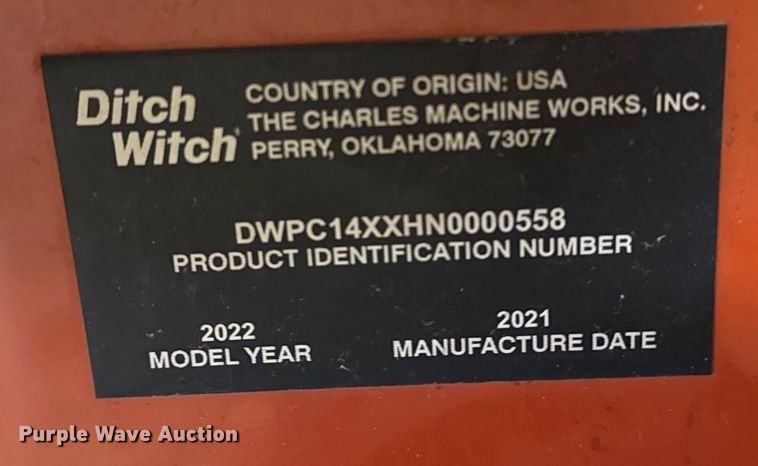 Ditch Witch
COUNTRY OF ORIGIN: USA
THE CHARLES MACHINE WORKS, INC.
PERRY, OKLAHOMA 73077
DWPC14XXHN0000558
PRODUCT IDENTIFICATION NUMBER
2022
MODEL YEAR
2021
MANUFACTURE DATE
Purple Wave Auction